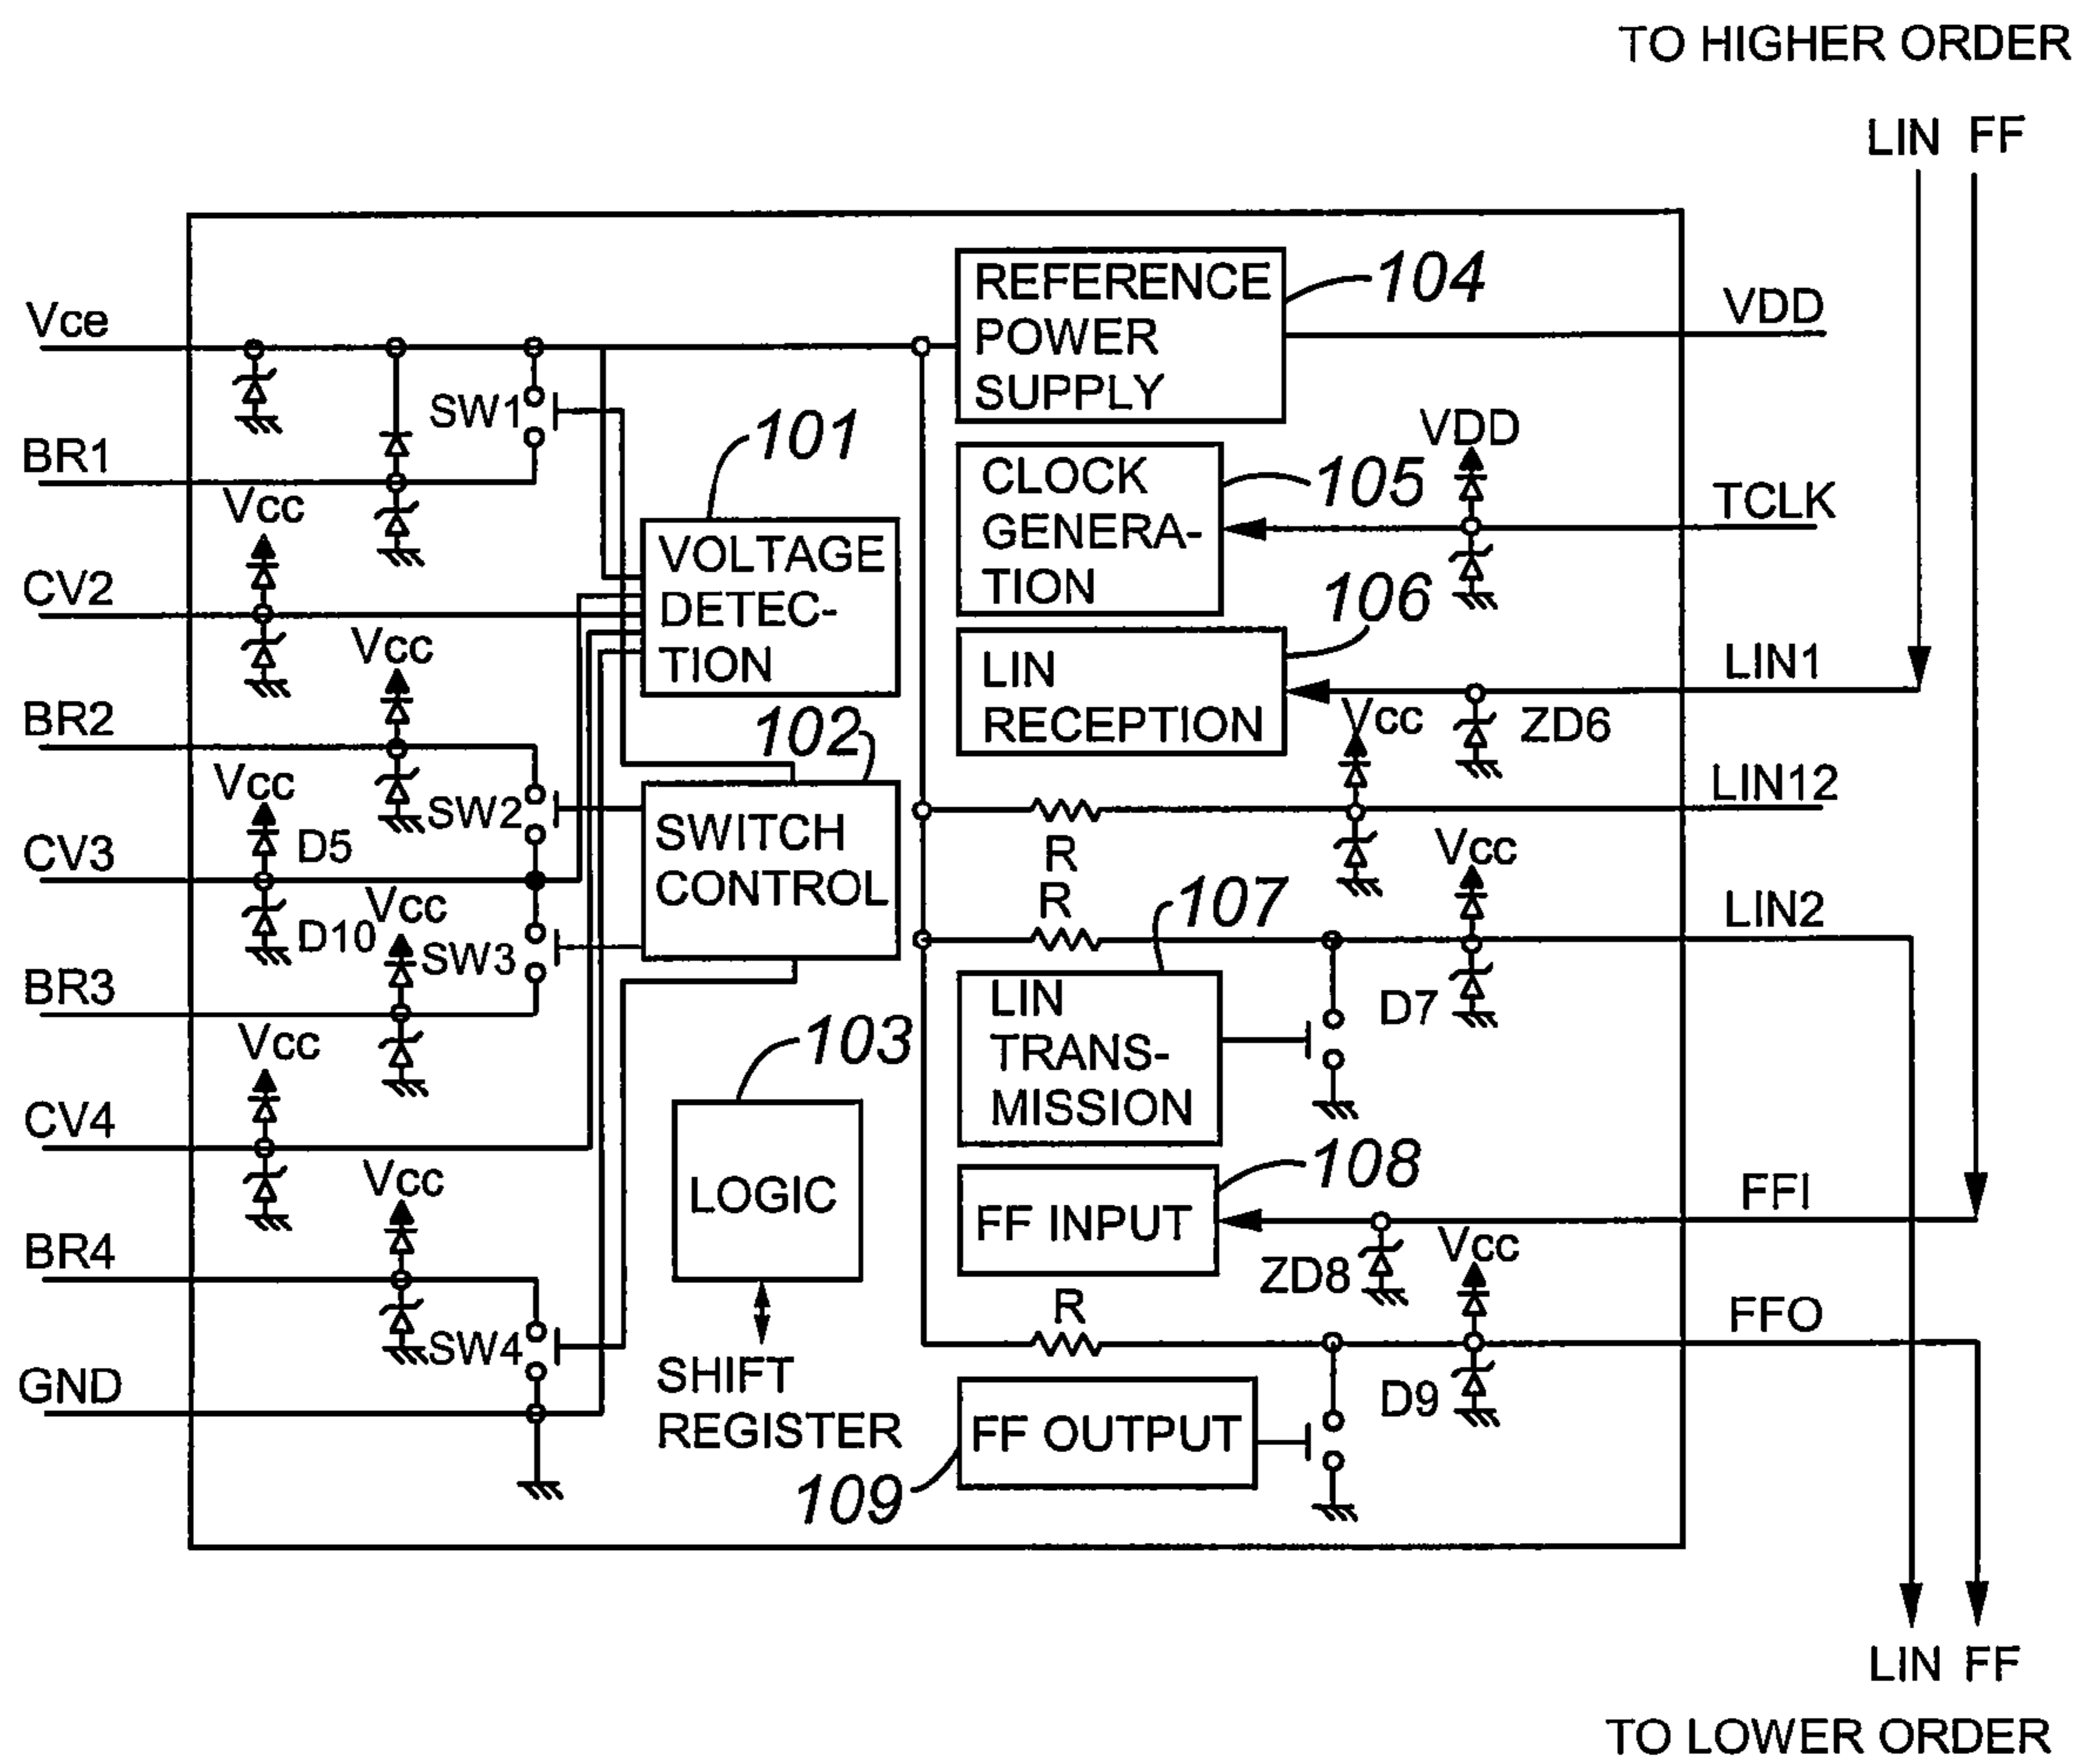 TO HIGHER ORDER
LIN FF
Vce
BR1
Vcc
CV2
Vcc
BR2
Vcc
CV3
D5
D10
Vcc
BR3
Vcc
CV4
Vcc
BR4
GND
SW1
SW2
SW3
SW4
101
VOLTAGE
DETEC-
TION
102
SWITCH
CONTROL
103
LOGIC
SHIFT
REGISTER
REFERENCE
POWER
SUPPLY
104
VDD
CLOCK
GENERA-
TION
105
VDD
TCLK
106
LIN
RECEPTION
LIN1
ZD6
Vcc
LIN12
R
R
Vcc
LIN2
107
D7
LIN
TRANS-
MISSION
108
FF INPUT
FFI
ZD8
Vcc
R
FFO
D9
FF OUTPUT
109
LIN FF
TO LOWER ORDER